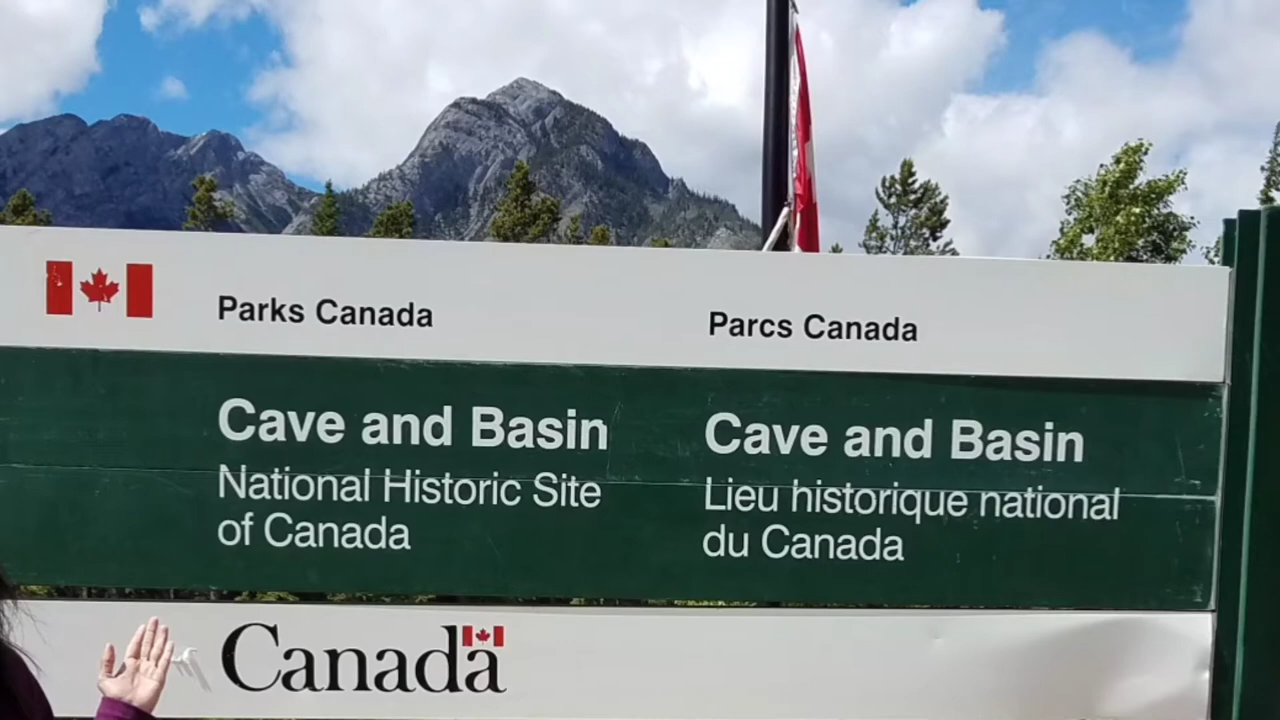 Parks Canada
Parcs Canada
Cave and Basin
National Historic Site
of Canada
Cave and Basin
Lieu historique national
du Canada
Canada